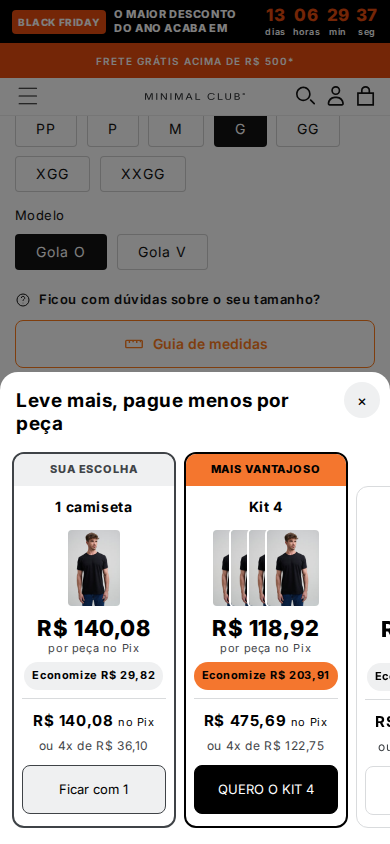 BLACK FRIDAY
O MAIOR DESCONTO
DO ANO ACABA EM
13 06 29 37
dias horas min seg
FRETE GRÁTIS ACIMA DE R$ 500*
MINIMAL CLUB
PP P M G GG
XGG XXGG
Modelo
Gola O Gola V
Ficou com dúvidas sobre o seu tamanho?
Guia de medidas
Leve mais, pague menos por
peça
×
SUA ESCOLHA
1 camiseta
R$ 140,08
por peça no Pix
Economize R$ 29,82
R$ 140,08 no Pix
ou 4x de R$ 36,10
Ficar com 1
MAIS VANTAJOSO
Kit 4
R$ 118,92
por peça no Pix
Economize R$ 203,91
R$ 475,69 no Pix
ou 4x de R$ 122,75
QUERO O KIT 4